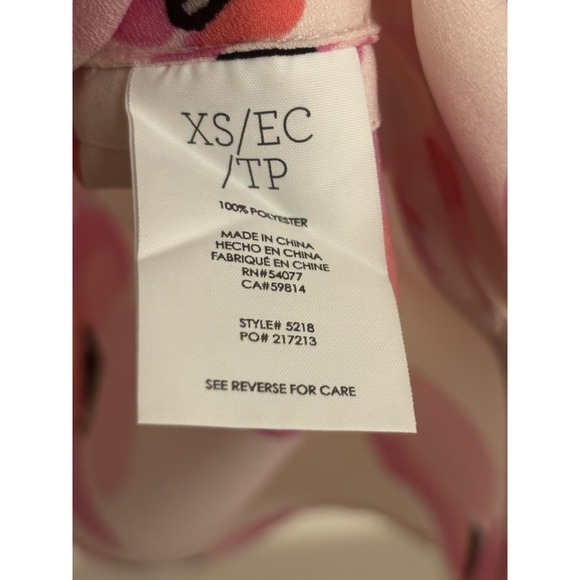 XS/EC
/TP
100% POLYESTER
MADE IN CHINA
HECHO EN CHINA
FABRIQUÉ EN CHINE
RN#54077
CA#59814
STYLE# 5218
PO# 217213
SEE REVERSE FOR CARE